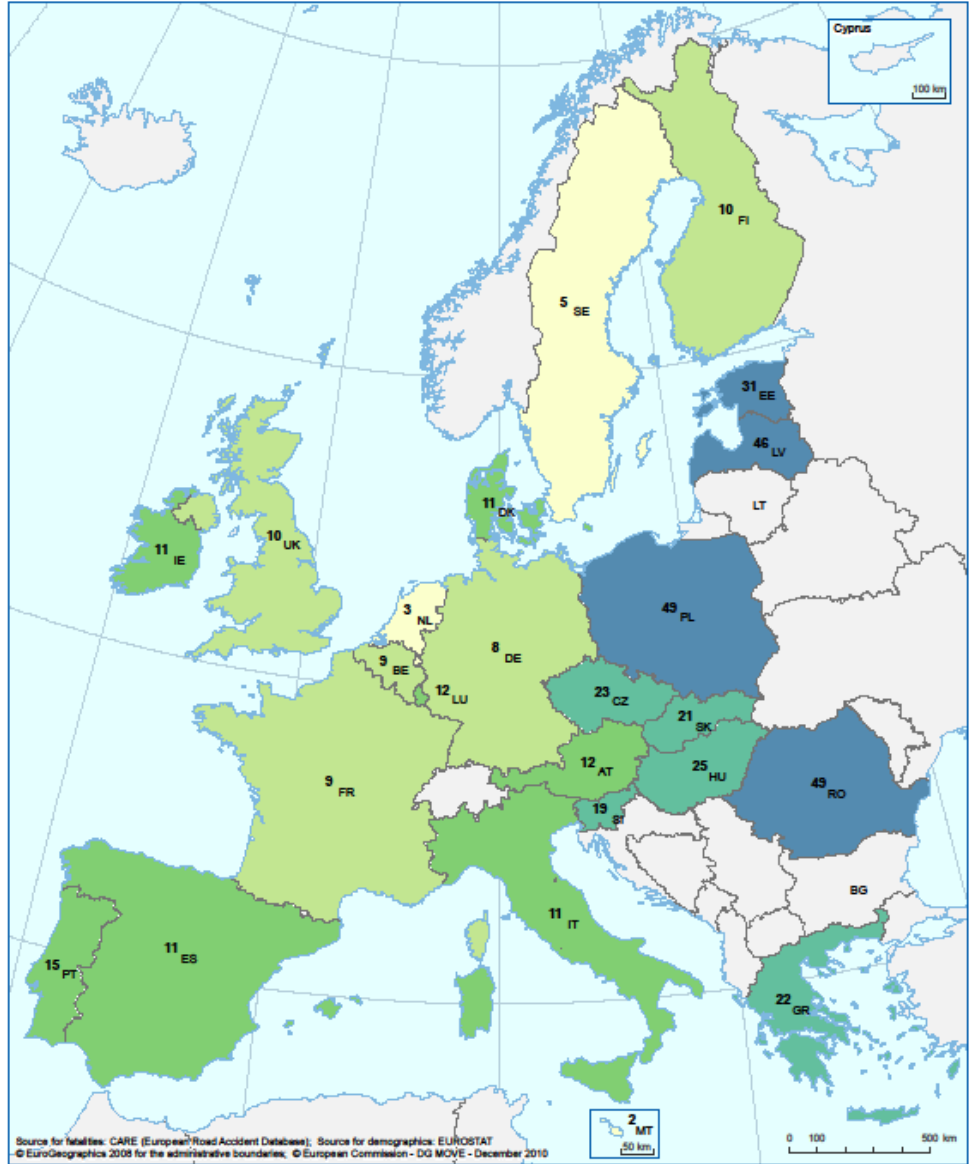 Cyprus
100 km
10 FI
5 SE
31 EE
46 LV
LT
11 DK
11 IE
10 UK
3 NL
49 PL
8 DE
9 BE
12 LU
23 CZ
21 SK
12 AT
25 HU
9 FR
49 RO
19 SI
BG
11 IT
11 ES
15 PT
22 GR
2 MT
50 km
0 100 500 km
Source for fatalities: CARE (European Road Accident Database); Source for demographics: EUROSTAT
© EuroGeographics 2008 for the administrative boundaries; © European Commission - DG MOVE - December 2010